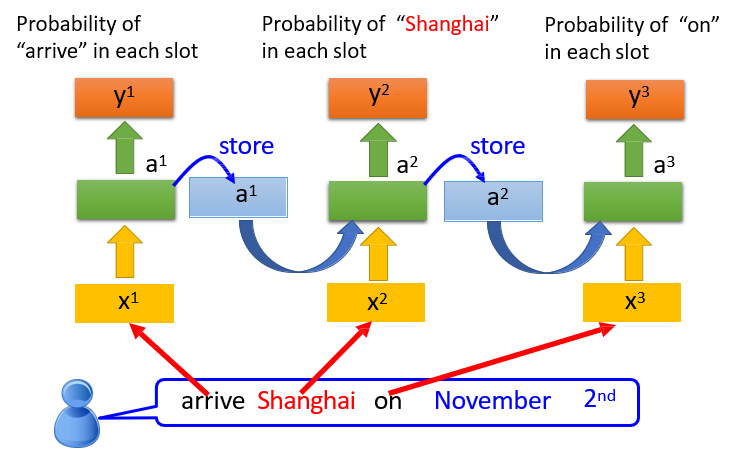 Probability of
“arrive” in each slot
Probability of “Shanghai”
in each slot
Probability of “on”
in each slot
y¹
y²
y³
store
store
a¹
a²
a³
a¹
a²
x¹
x²
x³
arrive Shanghai on November 2ⁿᵈ